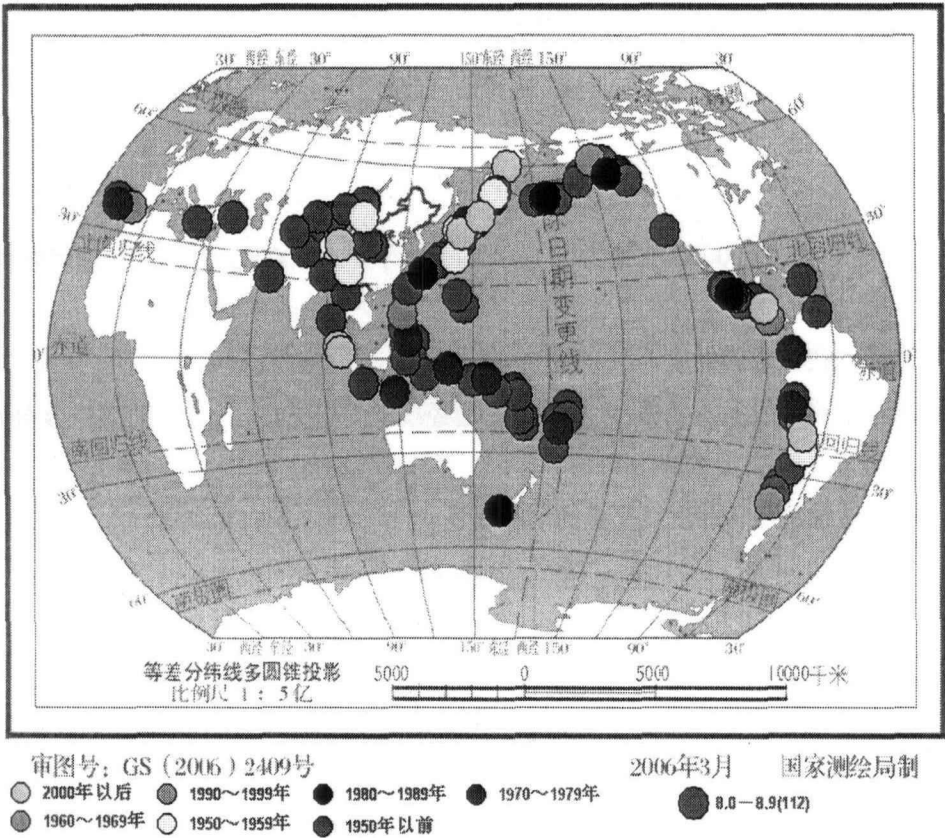 30° 西经 东经 30° 90° 150° 东经 西经 150° 90° 30°
60° 60°
30° 北回归线 北回归线 30°
国际日期变更线
0° 赤道 赤道 0°
南回归线 回归线
30° 30°
60° 南极圈 南极圈 60°
30° 西经 东经 30° 90° 150° 东经 西经 150° 90° 30°
等差分纬线多圆锥投影 5000 0 5000 10000千米
比例尺 1:5亿
审图号:GS(2006)2409号 2006年3月 国家测绘局制
2000年以后 1990～1999年 1980～1989年 1970～1979年 8.0－8.9(112)
1960～1969年 1950～1959年 1950年以前